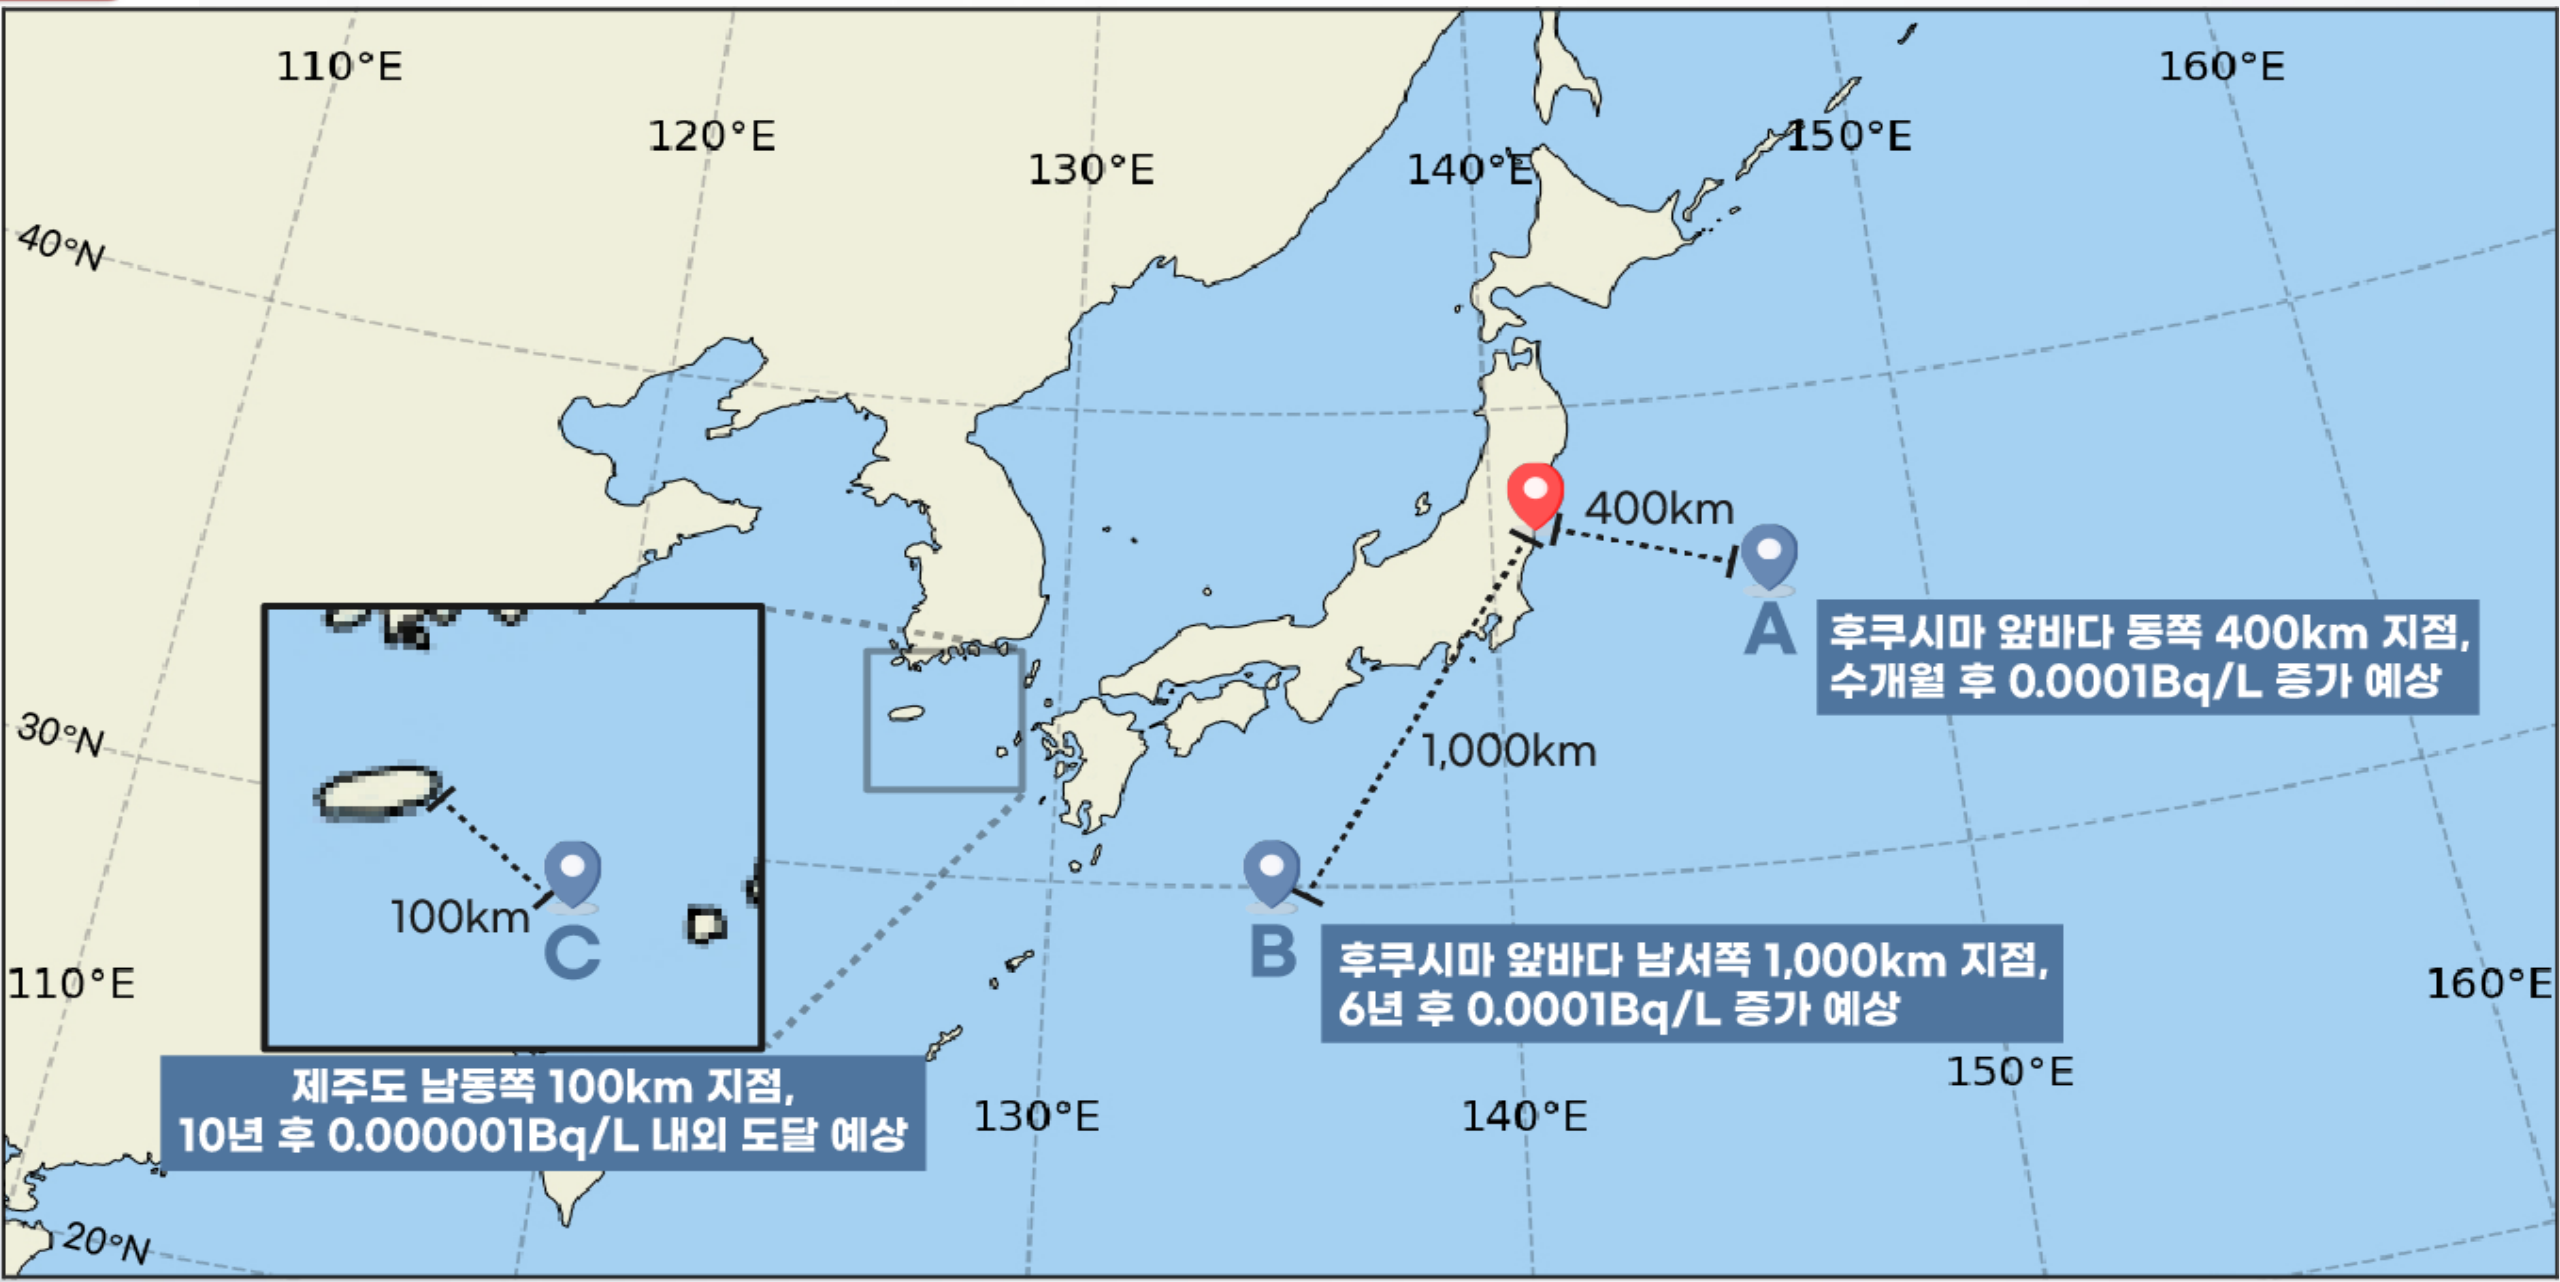 110°E
160°E
120°E
150°E
130°E
140°E
40°N
400km
A
후쿠시마 앞바다 동쪽 400km 지점,
수개월 후 0.0001Bq/L 증가 예상
30°N
1,000km
100km
C
B
후쿠시마 앞바다 남서쪽 1,000km 지점,
6년 후 0.0001Bq/L 증가 예상
110°E
160°E
제주도 남동쪽 100km 지점,
10년 후 0.000001Bq/L 내외 도달 예상
150°E
130°E
140°E
20°N